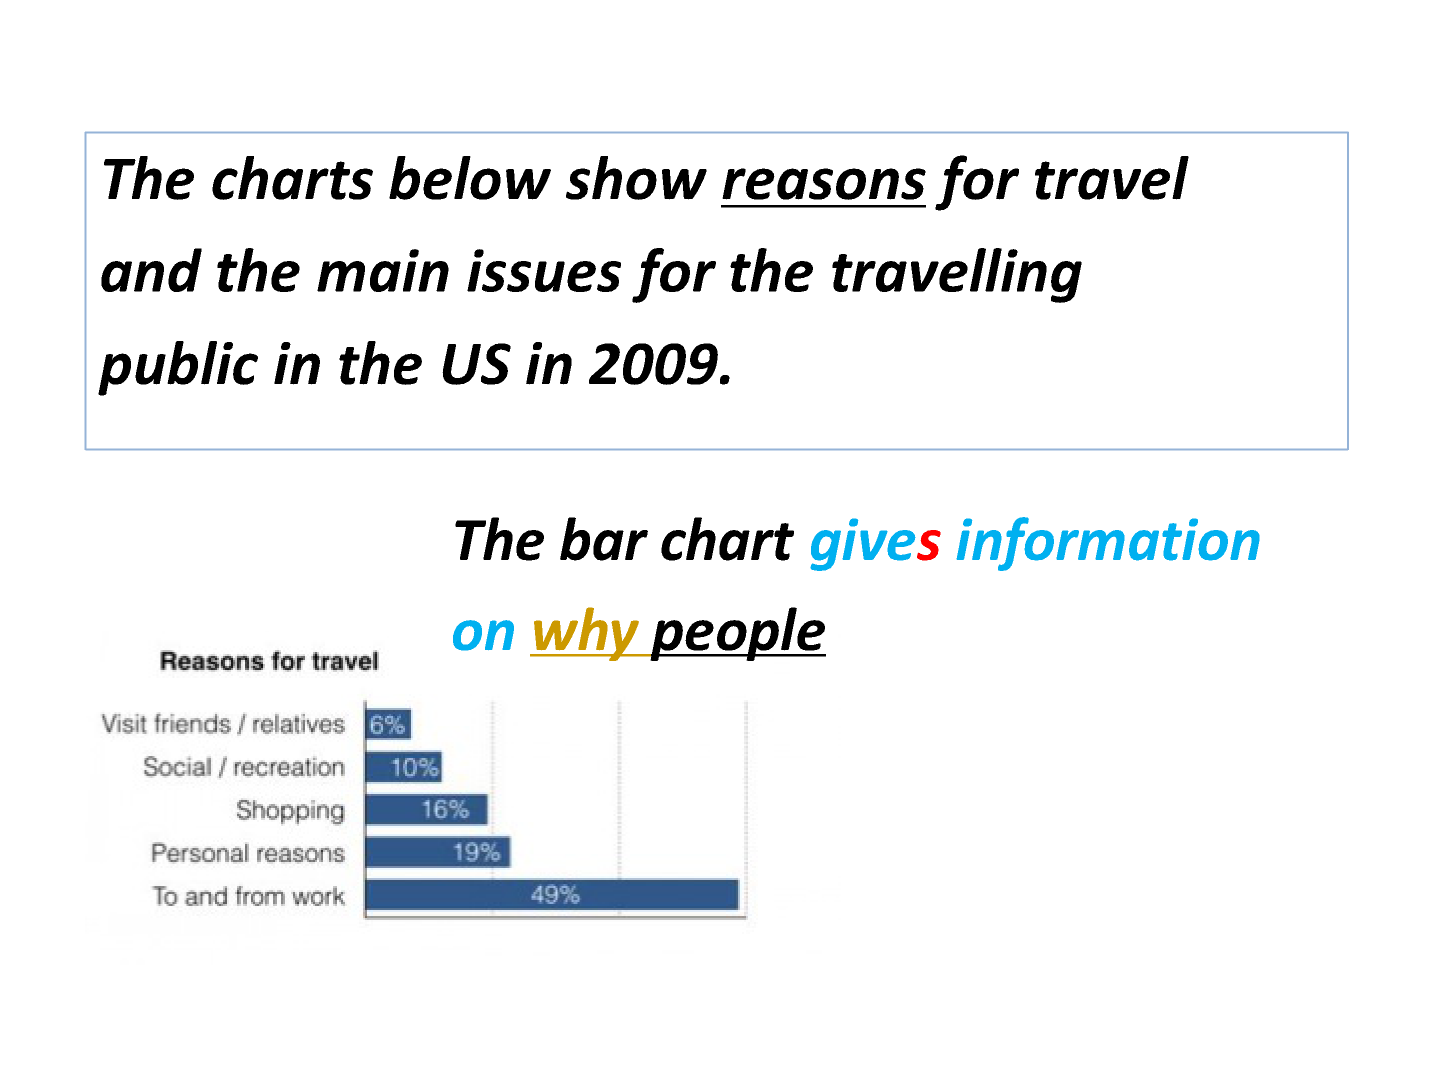 The charts below show reasons for travel
and the main issues for the travelling
public in the US in 2009.
The bar chart gives information
on why people
Reasons for travel
Visit friends / relatives 6%
Social / recreation 10%
Shopping 16%
Personal reasons 19%
To and from work 49%